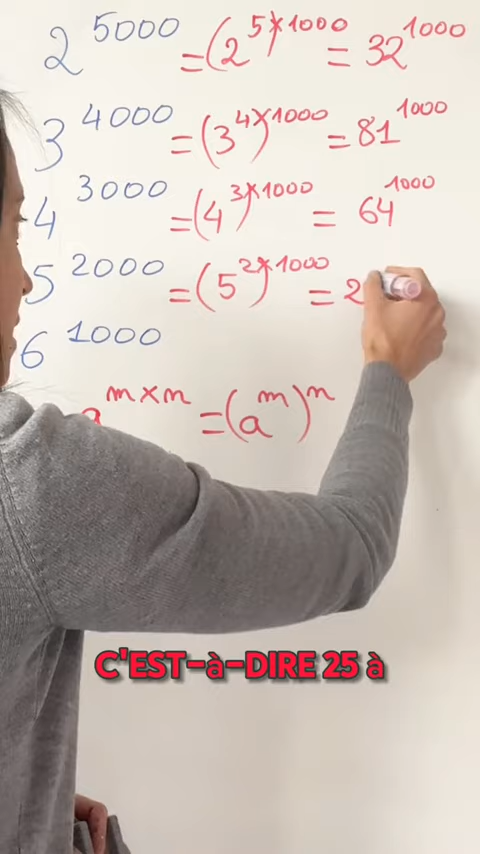 2^5000 = (2^5)^×1000 = 32^1000
3^4000 = (3^4)^×1000 = 81^1000
4^3000 = (4^3)^×1000 = 64^1000
5^2000 = (5^2)^×1000 = 2
6^1000
a^m×n = (a^m)^n
C'EST-à-DIRE 25 à